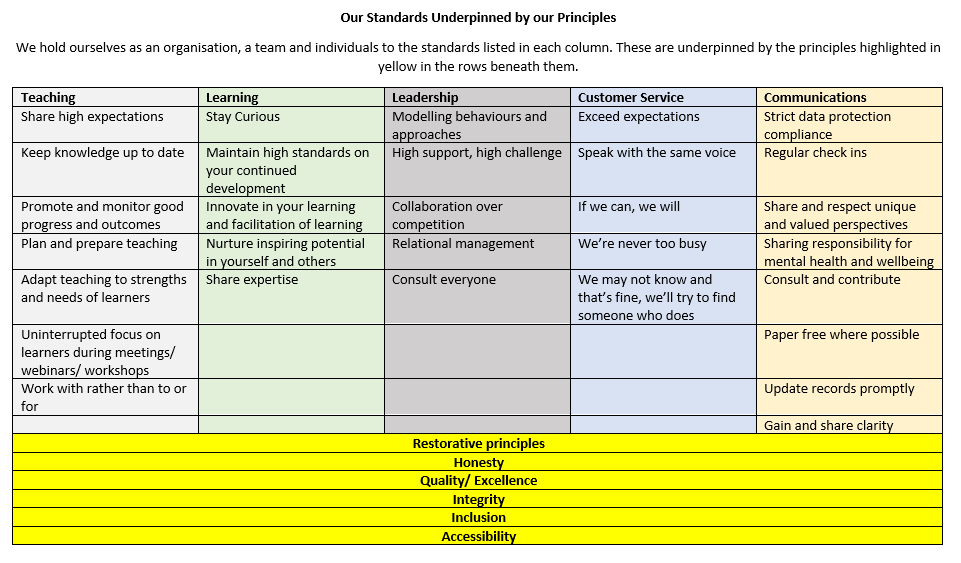 Our Standards Underpinned by our Principles
We hold ourselves as an organisation, a team and individuals to the standards listed in each column. These are underpinned by the principles highlighted in
yellow in the rows beneath them.
Teaching Learning Leadership Customer Service Communications
Share high expectations
Stay Curious
Modelling behaviours and
approaches
Exceed expectations
Strict data protection
compliance
Keep knowledge up to date
Maintain high standards on
your continued
development
High support, high challenge
Speak with the same voice
Regular check ins
Promote and monitor good
progress and outcomes
Innovate in your learning
and facilitation of learning
Collaboration over
competition
If we can, we will
Share and respect unique
and valued perspectives
Plan and prepare teaching
Nurture inspiring potential
in yourself and others
Relational management
We’re never too busy
Sharing responsibility for
mental health and wellbeing
Adapt teaching to strengths
and needs of learners
Share expertise
Consult everyone
We may not know and
that’s fine, we’ll try to find
someone who does
Consult and contribute
Uninterrupted focus on
learners during meetings/
webinars/ workshops
Paper free where possible
Work with rather than to or
for
Update records promptly
Gain and share clarity
Restorative principles
Honesty
Quality/ Excellence
Integrity
Inclusion
Accessibility